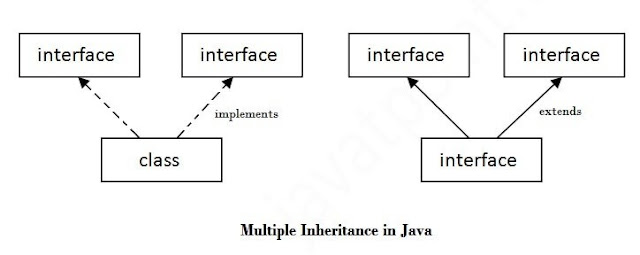 interface
interface
interface
interface
implements
extends
class
interface
Multiple Inheritance in Java